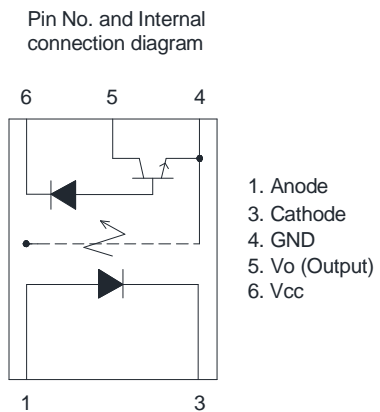 Pin No. and Internal
connection diagram
6 5 4
1. Anode
3. Cathode
4. GND
5. Vo (Output)
6. Vcc
1 3